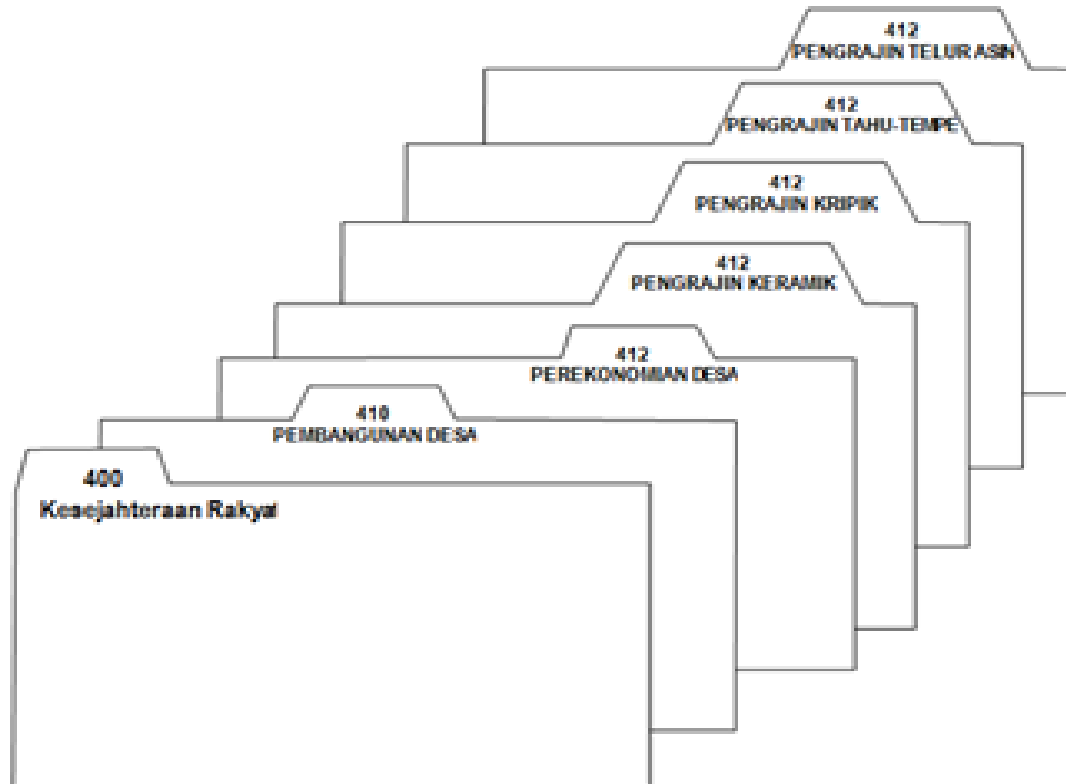 412
PENGRAJIN TELUR ASIN
412
PENGRAJIN TAHU-TEMPE
412
PENGRAJIN KRIPIK
412
PENGRAJIN KERAMIK
412
PEREKONOMIAN DESA
410
PEMBANGUNAN DESA
400
Kesejahteraan Rakyat